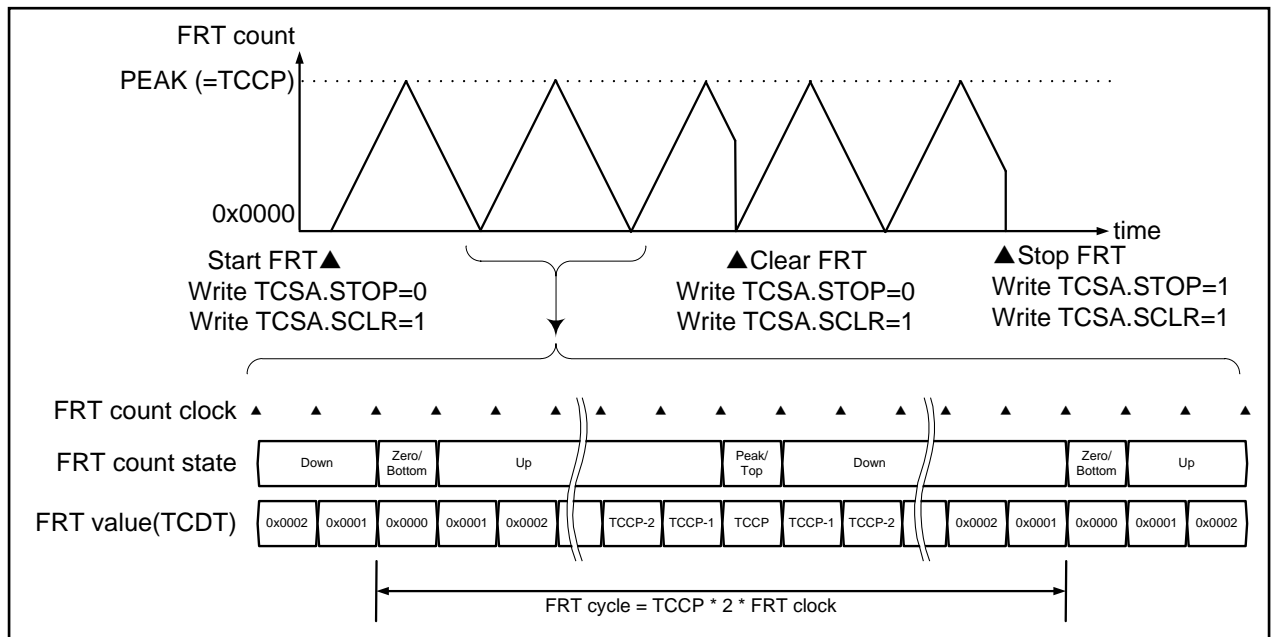 FRT count
PEAK (=TCCP)
0x0000
time
Start FRT▲
Write TCSA.STOP=0
Write TCSA.SCLR=1
▲Clear FRT
Write TCSA.STOP=0
Write TCSA.SCLR=1
▲Stop FRT
Write TCSA.STOP=1
Write TCSA.SCLR=1
FRT count clock
FRT count state
Down
Zero/
Bottom
Up
Peak/
Top
Down
Zero/
Bottom
Up
FRT value(TCDT)
0x0002 0x0001 0x0000 0x0001 0x0002 TCCP-2 TCCP-1 TCCP TCCP-1 TCCP-2 0x0002 0x0001 0x0000 0x0001 0x0002
FRT cycle = TCCP * 2 * FRT clock